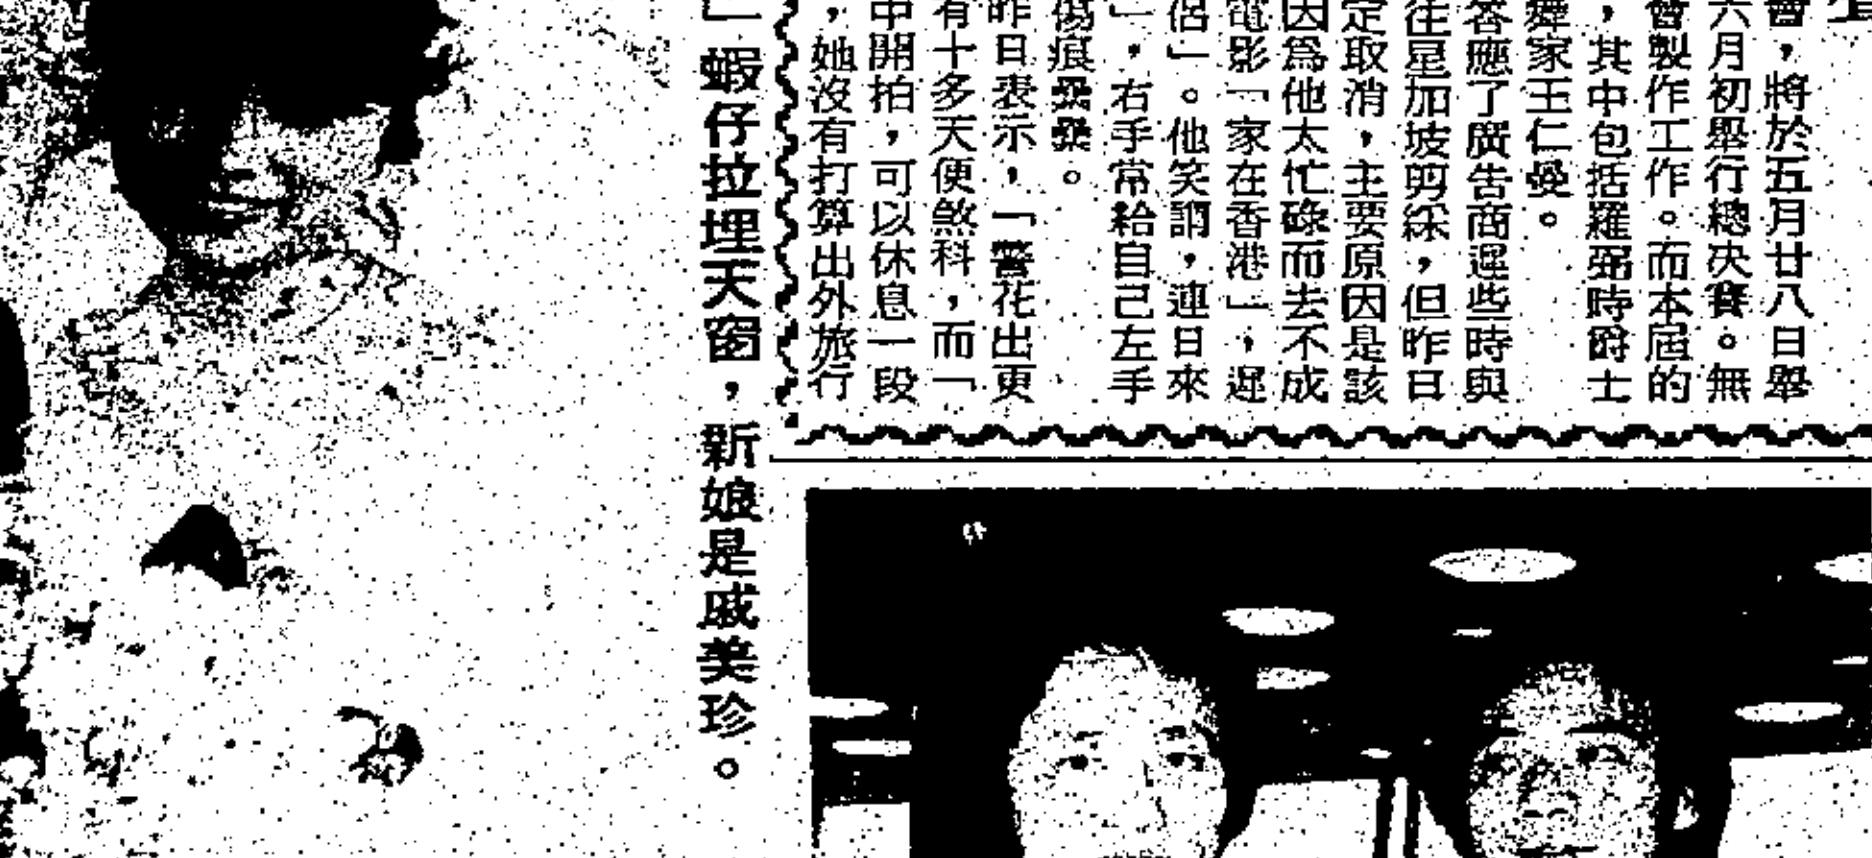 會，將於五月廿八日舉
六月初舉行總決賽。無
會製作工作。而本屆的
，其中包括羅弼時爵士
舞家王仁曼。
答應了廣告商運些時與
往星加坡剪綵，但昨日
定取消，主要原因是該
因為他太忙碌而去不成
電影「家在香港」，遲
侶」。他笑謂，連日來
」，右手常給自己左手
傷痕纍纍。
昨日表示，「警花出更
有十多天便煞科，而「
中開拍，可以休息一段
，她沒有打算出外旅行
」蝦仔拉埋天窗，新娘是戚美珍。